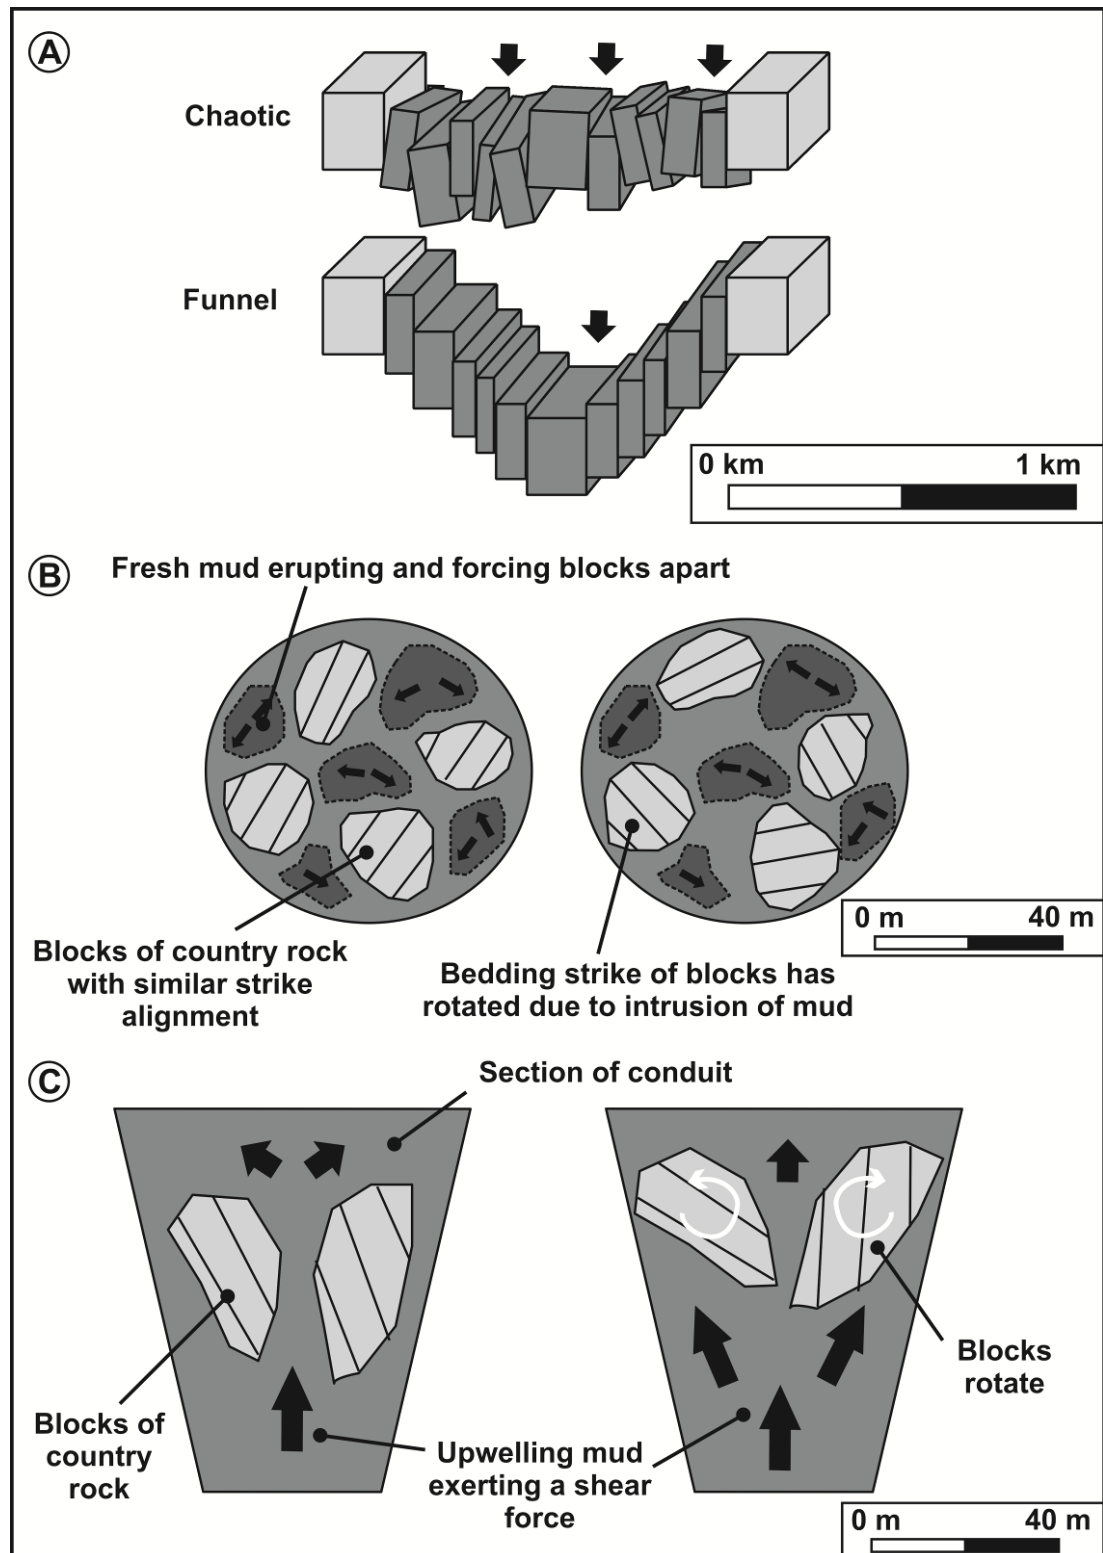 A
Chaotic
Funnel
0 km 1 km
B
Fresh mud erupting and forcing blocks apart
0 m 40 m
Blocks of country rock
with similar strike
alignment
Bedding strike of blocks has
rotated due to intrusion of mud
C
Section of conduit
Blocks
rotate
Blocks of
country
rock
Upwelling mud
exerting a shear
force
0 m 40 m